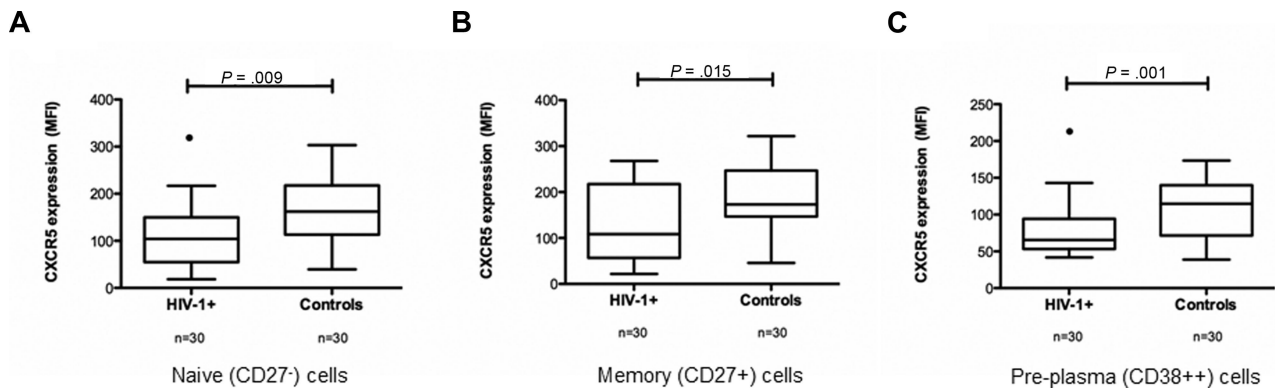 A
P = .009
CXCR5 expression (MFI)
400
300
200
100
0
HIV-1+ Controls
n=30 n=30
Naive (CD27-) cells
B
P = .015
CXCR5 expression (MFI)
400
300
200
100
0
HIV-1+ Controls
n=30 n=30
Memory (CD27+) cells
C
P = .001
CXCR5 expression (MFI)
250
200
150
100
50
0
HIV-1+ Controls
n=30 n=30
Pre-plasma (CD38++) cells